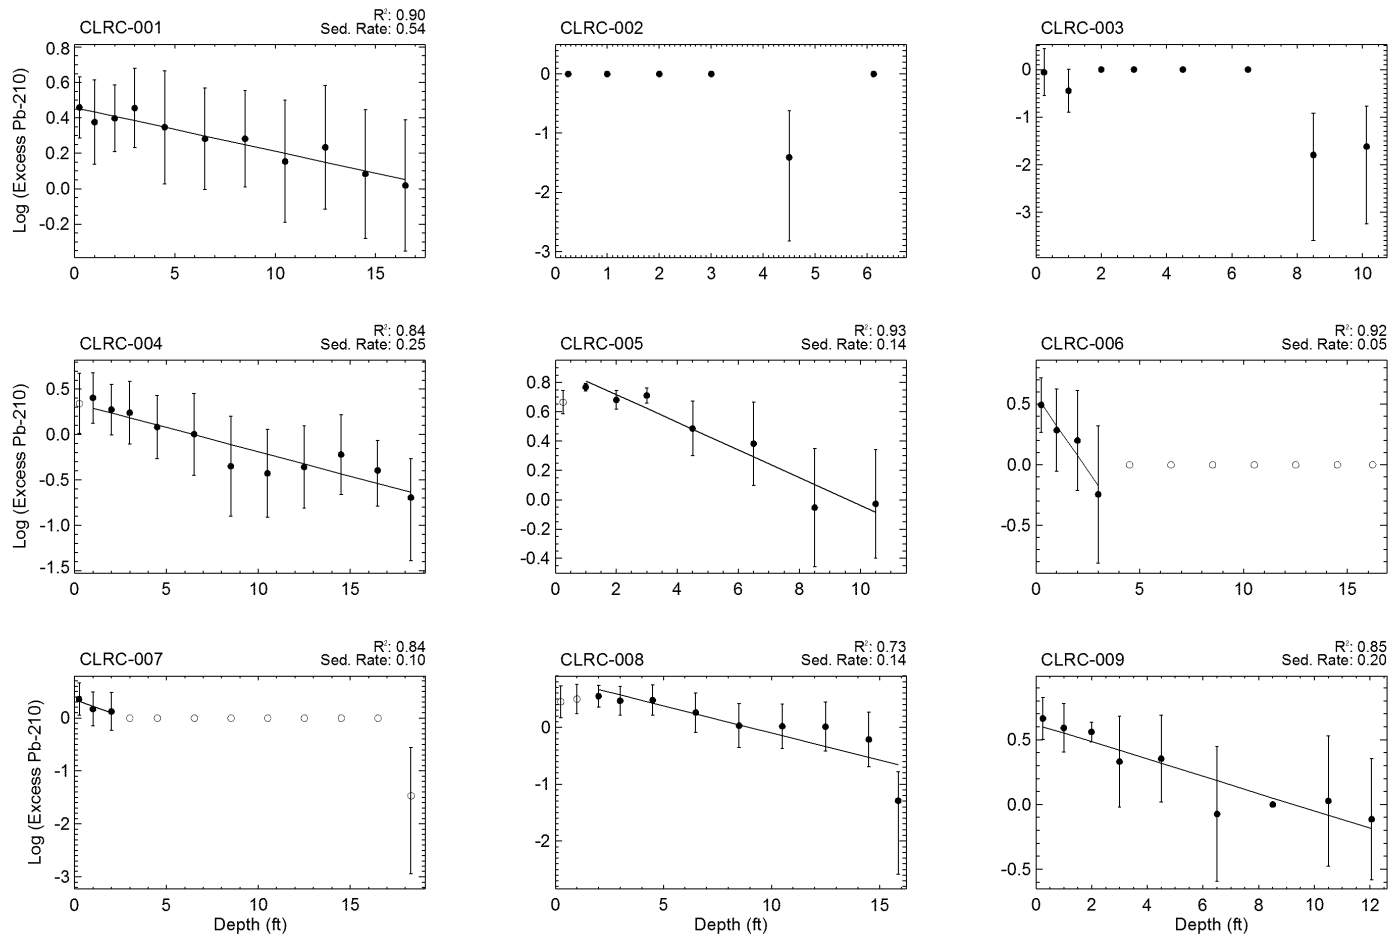 CLRC-001
R²: 0.90
Sed. Rate: 0.54
Log (Excess Pb-210)
0.8
0.6
0.4
0.2
0.0
-0.2
0 5 10 15
CLRC-002
0
-1
-2
-3
0 1 2 3 4 5 6
CLRC-003
0
-1
-2
-3
0 2 4 6 8 10
CLRC-004
R²: 0.84
Sed. Rate: 0.25
Log (Excess Pb-210)
0.5
0.0
-0.5
-1.0
-1.5
0 5 10 15
CLRC-005
R²: 0.93
Sed. Rate: 0.14
0.8
0.6
0.4
0.2
0.0
-0.2
-0.4
0 2 4 6 8 10
CLRC-006
R²: 0.92
Sed. Rate: 0.05
0.5
0.0
-0.5
0 5 10 15
CLRC-007
R²: 0.84
Sed. Rate: 0.10
Log (Excess Pb-210)
0
-1
-2
-3
0 5 10 15
Depth (ft)
CLRC-008
R²: 0.73
Sed. Rate: 0.14
0
-1
-2
0 5 10 15
Depth (ft)
CLRC-009
R²: 0.85
Sed. Rate: 0.20
0.5
0.0
-0.5
0 2 4 6 8 10 12
Depth (ft)